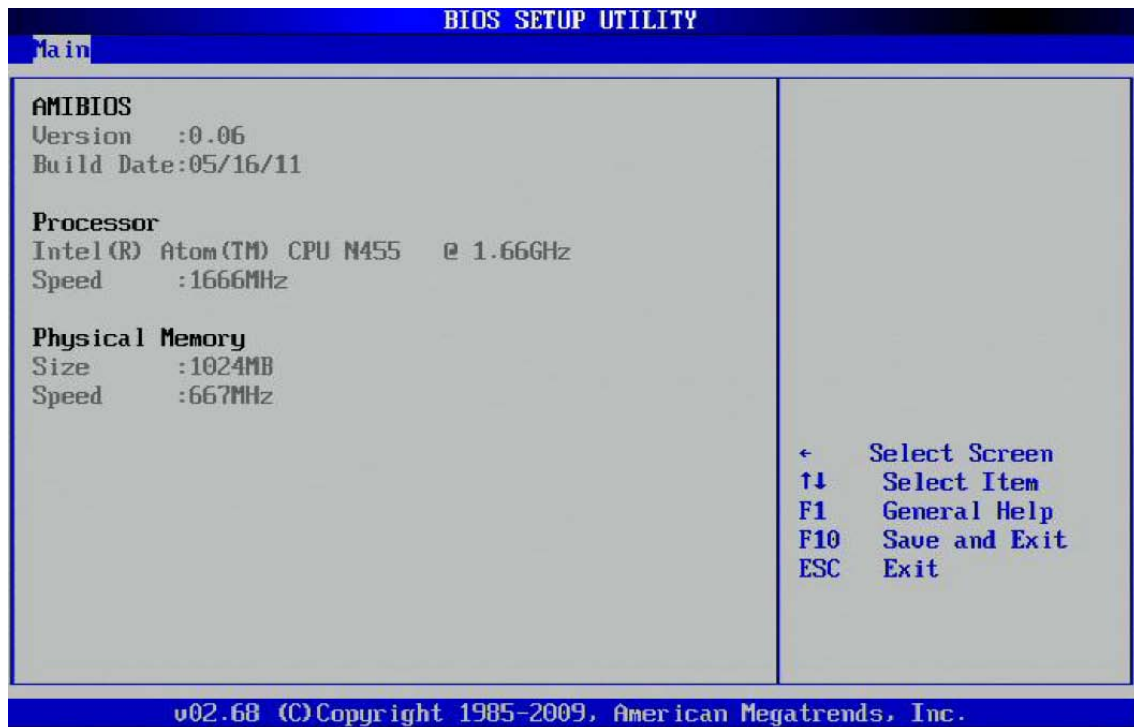 BIOS SETUP UTILITY
Main
AMIBIOS
Version :0.06
Build Date:05/16/11
Processor
Intel(R) Atom(TM) CPU N455 @ 1.66GHz
Speed :1666MHz
Physical Memory
Size :1024MB
Speed :667MHz
← Select Screen
↑↓ Select Item
F1 General Help
F10 Save and Exit
ESC Exit
v02.68 (C)Copyright 1985-2009, American Megatrends, Inc.